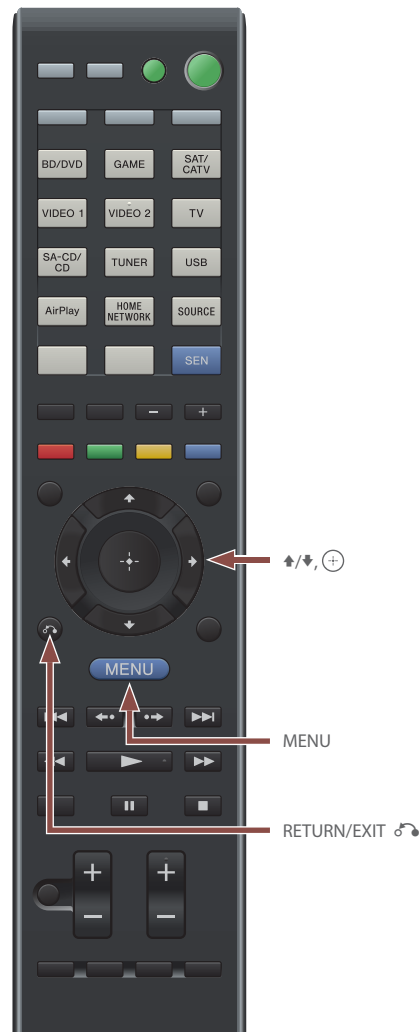 BD/DVD GAME SAT/
CATV
VIDEO 1 VIDEO 2 TV
SA-CD/
CD TUNER USB
AirPlay HOME
NETWORK SOURCE
SEN
− +
↑/↓, ⊕
MENU
MENU
RETURN/EXIT
+ +
− −